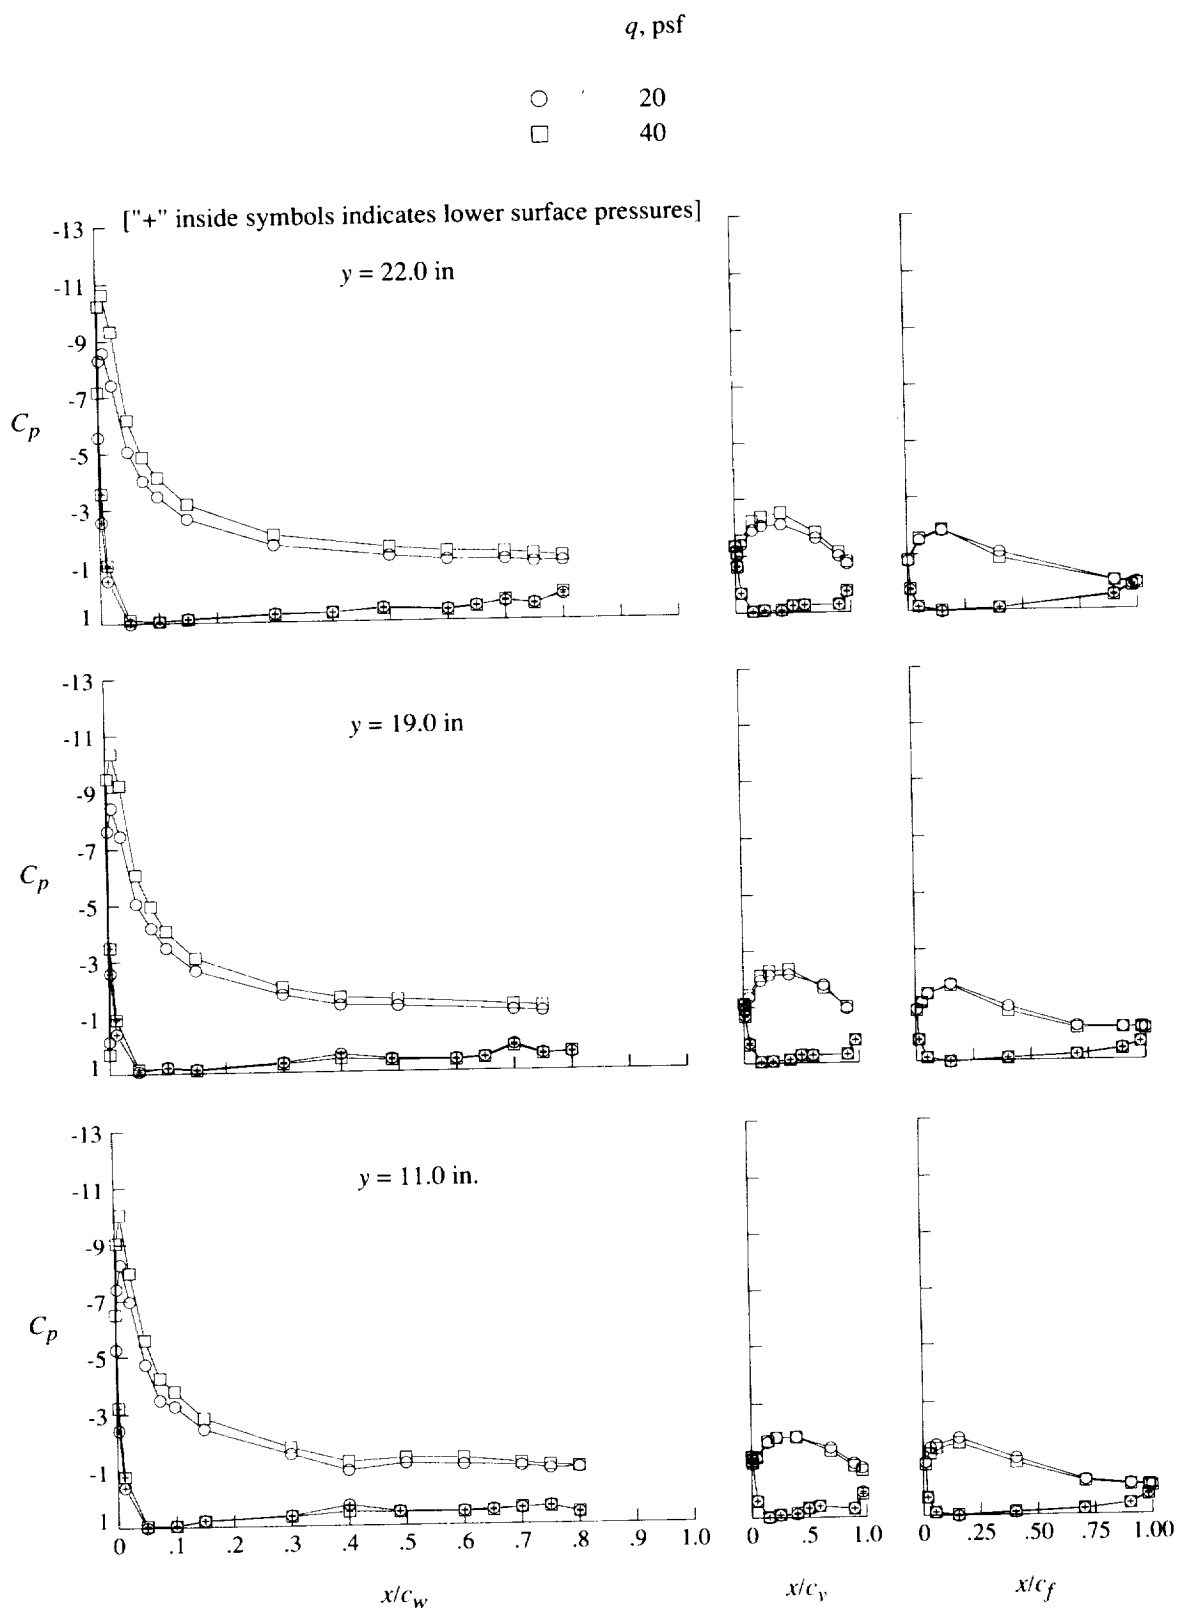 q, psf
20
40
["+" inside symbols indicates lower surface pressures]
y = 22.0 in
-13
-11
-9
-7
C_p
-5
-3
-1
1
y = 19.0 in
-13
-11
-9
-7
C_p
-5
-3
-1
1
y = 11.0 in.
-13
-11
-9
-7
C_p
-5
-3
-1
1
0 .1 .2 .3 .4 .5 .6 .7 .8 .9 1.0
0 .5 1.0
0 .25 .50 .75 1.00
x/c_w
x/c_v
x/c_f